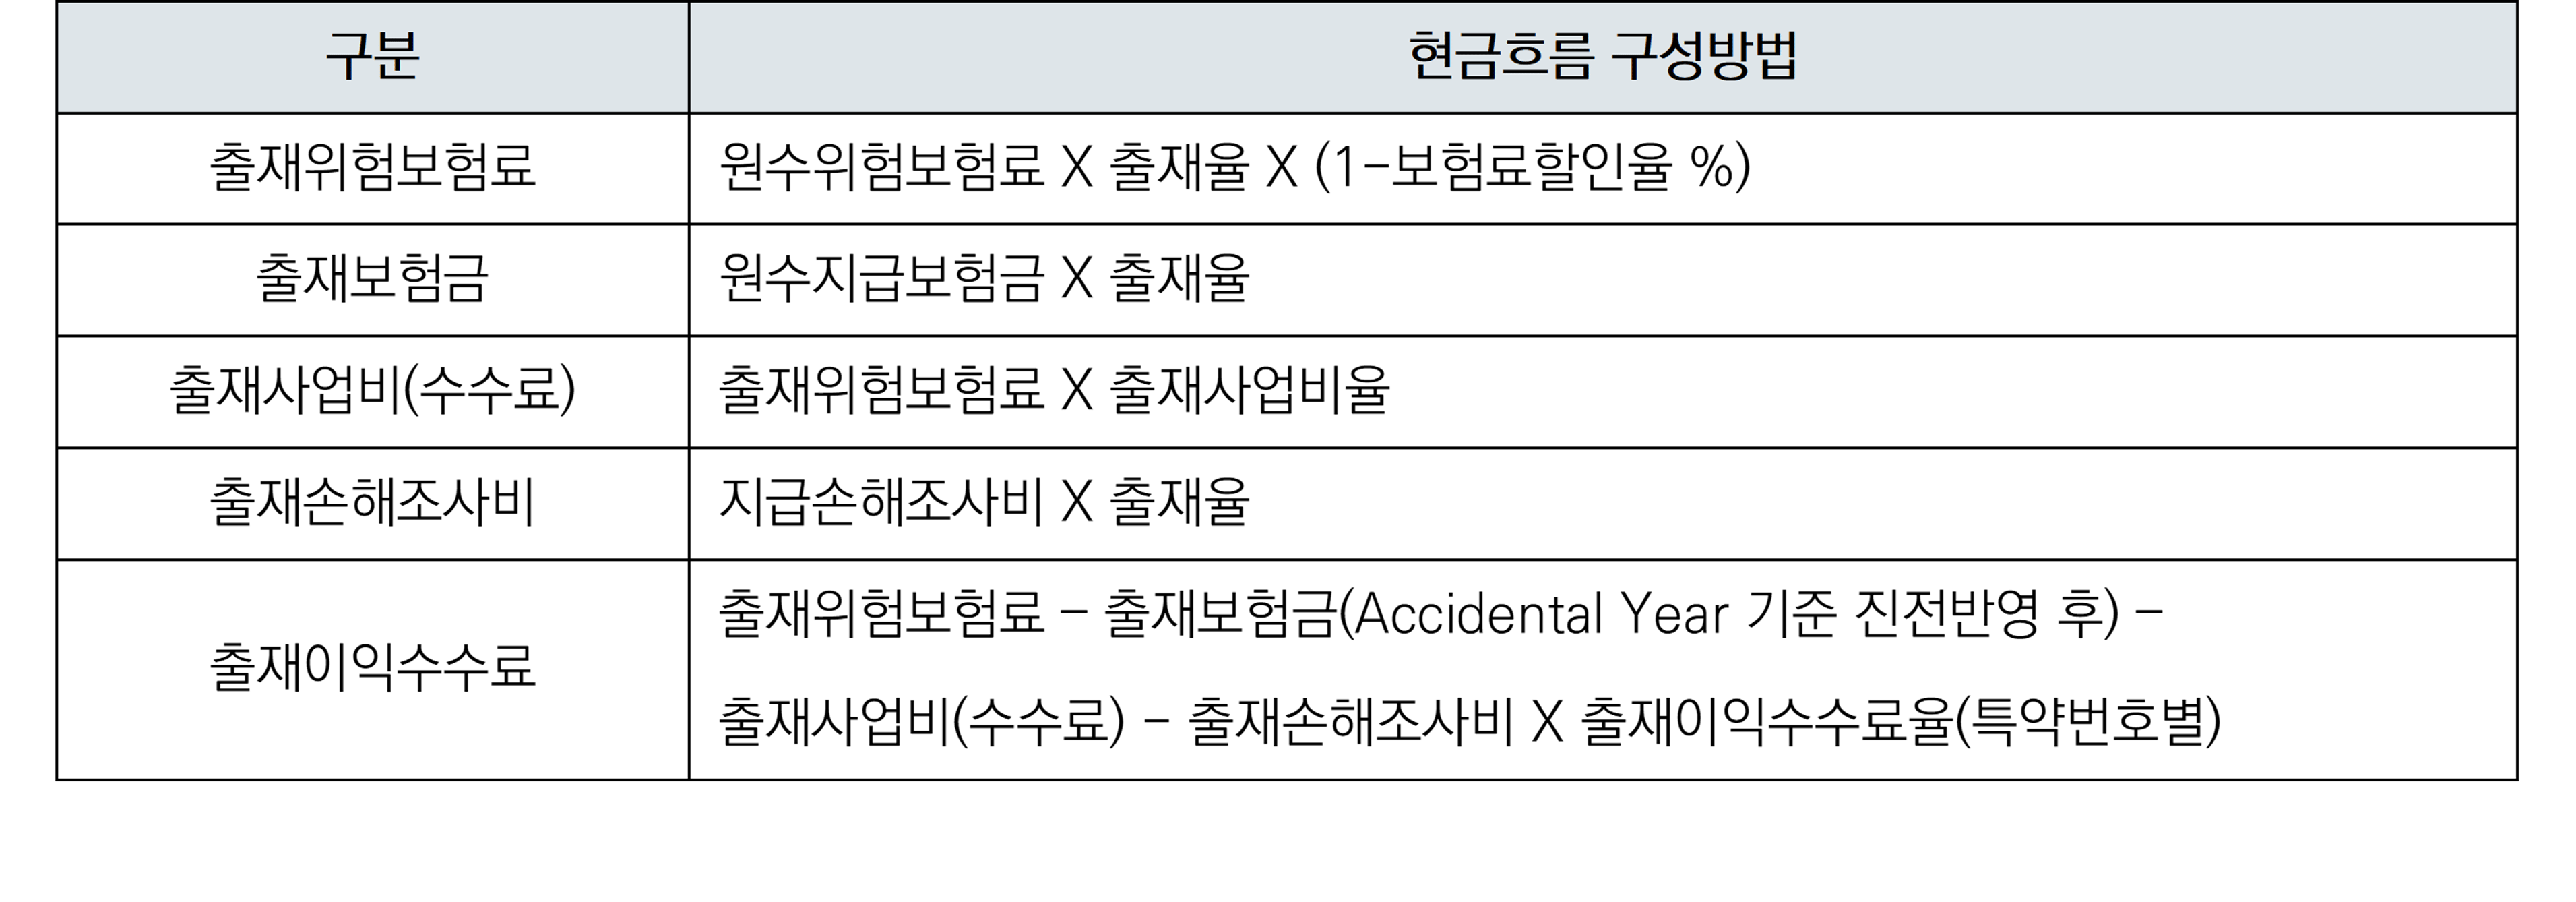 구분
현금흐름 구성방법
출재위험보험료
원수위험보험료 X 출재율 X (1-보험료할인율 %)
출재보험금
원수지급보험금 X 출재율
출재사업비(수수료)
출재위험보험료 X 출재사업비율
출재손해조사비
지급손해조사비 X 출재율
출재이익수수료
출재위험보험료 – 출재보험금(Accidental Year 기준 진전반영 후) –
출재사업비(수수료) – 출재손해조사비 X 출재이익수수료율(특약번호별)